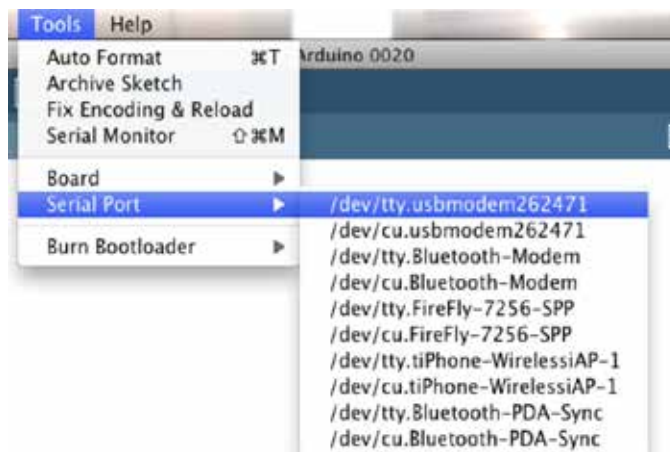 Tools Help
Arduino 0020
Auto Format ⌘T
Archive Sketch
Fix Encoding & Reload
Serial Monitor ⇧⌘M
Board
Serial Port
Burn Bootloader
/dev/tty.usbmodem262471
/dev/cu.usbmodem262471
/dev/tty.Bluetooth-Modem
/dev/cu.Bluetooth-Modem
/dev/tty.FireFly-7256-SPP
/dev/cu.FireFly-7256-SPP
/dev/tty.tiPhone-WirelessiAP-1
/dev/cu.tiPhone-WirelessiAP-1
/dev/tty.Bluetooth-PDA-Sync
/dev/cu.Bluetooth-PDA-Sync